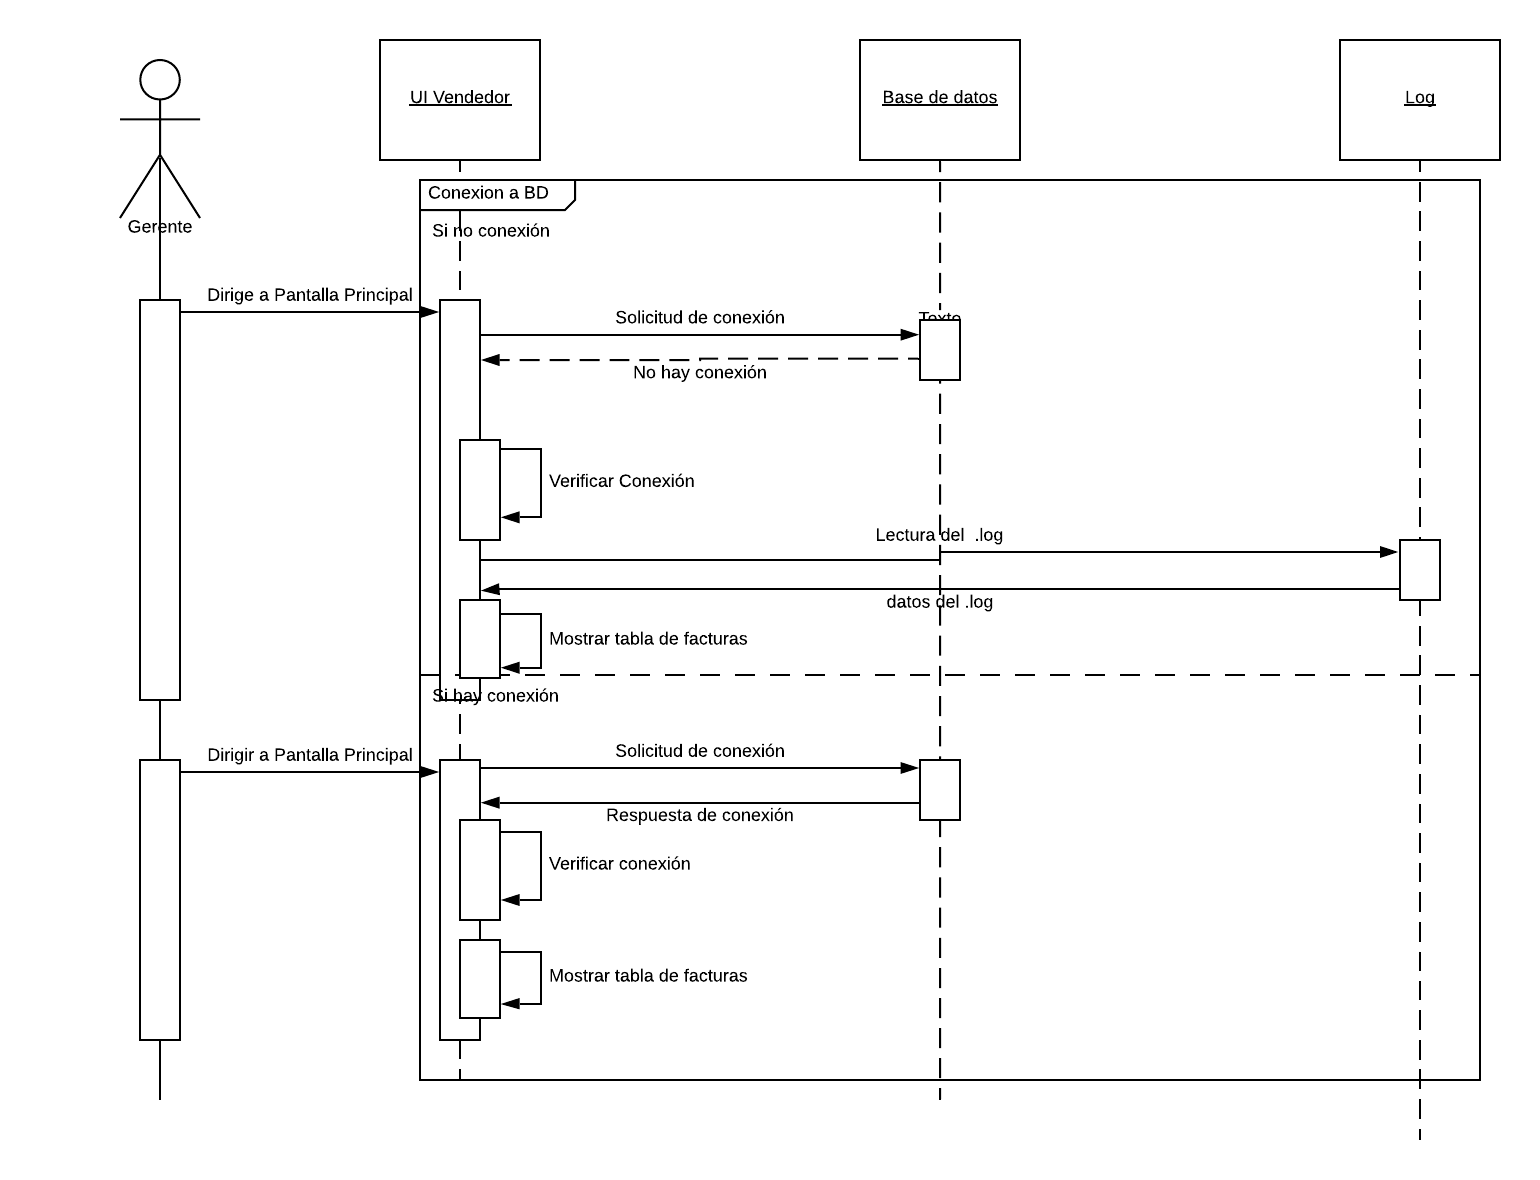 UI Vendedor
Base de datos
Log
Conexion a BD
Gerente
Si no conexión
Dirige a Pantalla Principal
Solicitud de conexión
Texto
No hay conexión
Verificar Conexión
Lectura del  .log
datos del .log
Mostrar tabla de facturas
Si hay conexión
Dirigir a Pantalla Principal
Solicitud de conexión
Respuesta de conexión
Verificar conexión
Mostrar tabla de facturas